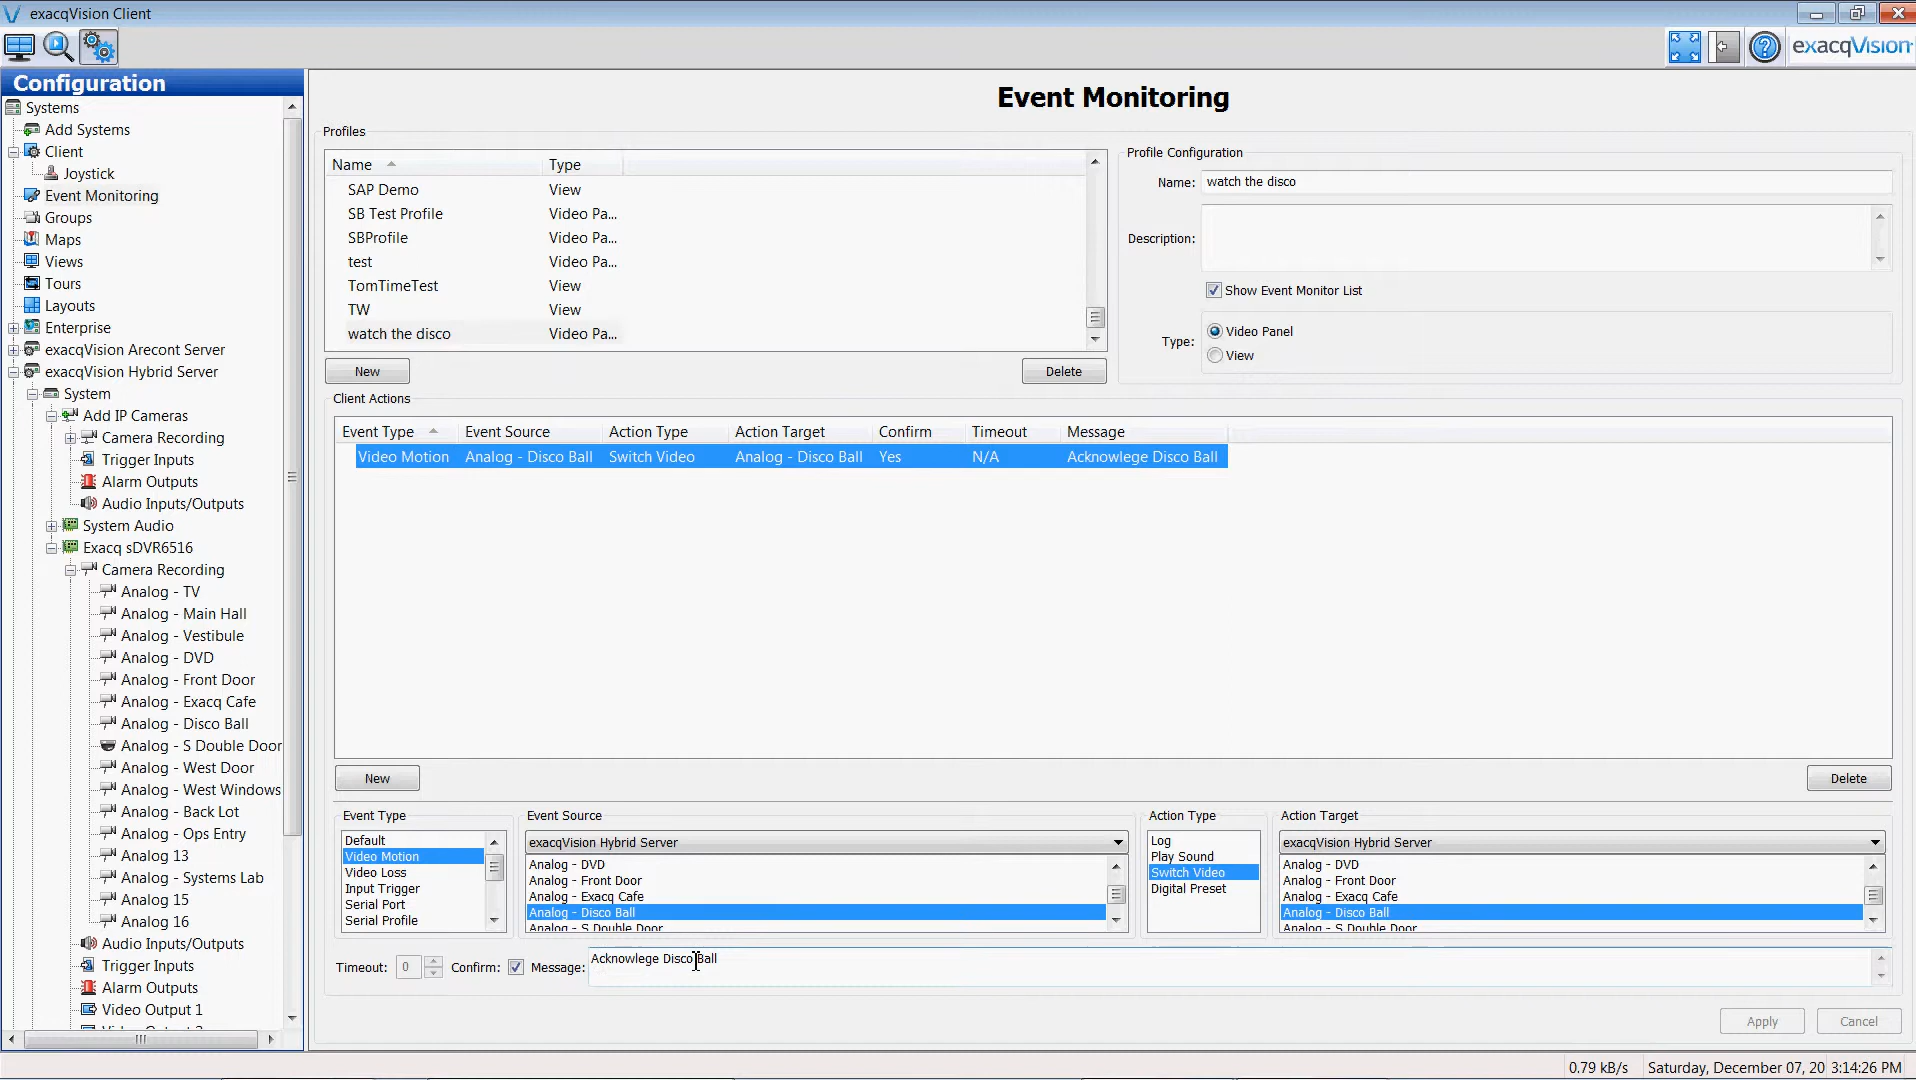 exacqVision Client
exacqVision
Configuration
Systems
Add Systems
Client
Joystick
Event Monitoring
Groups
Maps
Views
Tours
Layouts
Enterprise
exacqVision Arecont Server
exacqVision Hybrid Server
System
Add IP Cameras
Camera Recording
Trigger Inputs
Alarm Outputs
Audio Inputs/Outputs
System Audio
Exacq sDVR6516
Camera Recording
Analog - TV
Analog - Main Hall
Analog - Vestibule
Analog - DVD
Analog - Front Door
Analog - Exacq Cafe
Analog - Disco Ball
Analog - S Double Door
Analog - West Door
Analog - West Windows
Analog - Back Lot
Analog - Ops Entry
Analog 13
Analog - Systems Lab
Analog 15
Analog 16
Audio Inputs/Outputs
Trigger Inputs
Alarm Outputs
Video Output 1
Event Monitoring
Profiles
Name Type
SAP Demo View
SB Test Profile Video Pa...
SBProfile Video Pa...
test Video Pa...
TomTimeTest View
TW View
watch the disco Video Pa...
New Delete
Profile Configuration
Name: watch the disco
Description:
Show Event Monitor List
Type: Video Panel
View
Client Actions
Event Type Event Source Action Type Action Target Confirm Timeout Message
Video Motion Analog - Disco Ball Switch Video Analog - Disco Ball Yes N/A Acknowlege Disco Ball
New Delete
Event Type
Default
Video Motion
Video Loss
Input Trigger
Serial Port
Serial Profile
Event Source
exacqVision Hybrid Server
Analog - DVD
Analog - Front Door
Analog - Exacq Cafe
Analog - Disco Ball
Analog - S Double Door
Action Type
Log
Play Sound
Switch Video
Digital Preset
Action Target
exacqVision Hybrid Server
Analog - DVD
Analog - Front Door
Analog - Exacq Cafe
Analog - Disco Ball
Analog - S Double Door
Timeout: 0 Confirm: Message: Acknowlege Disco Ball
Apply Cancel
0.79 kB/s Saturday, December 07, 20 3:14:26 PM